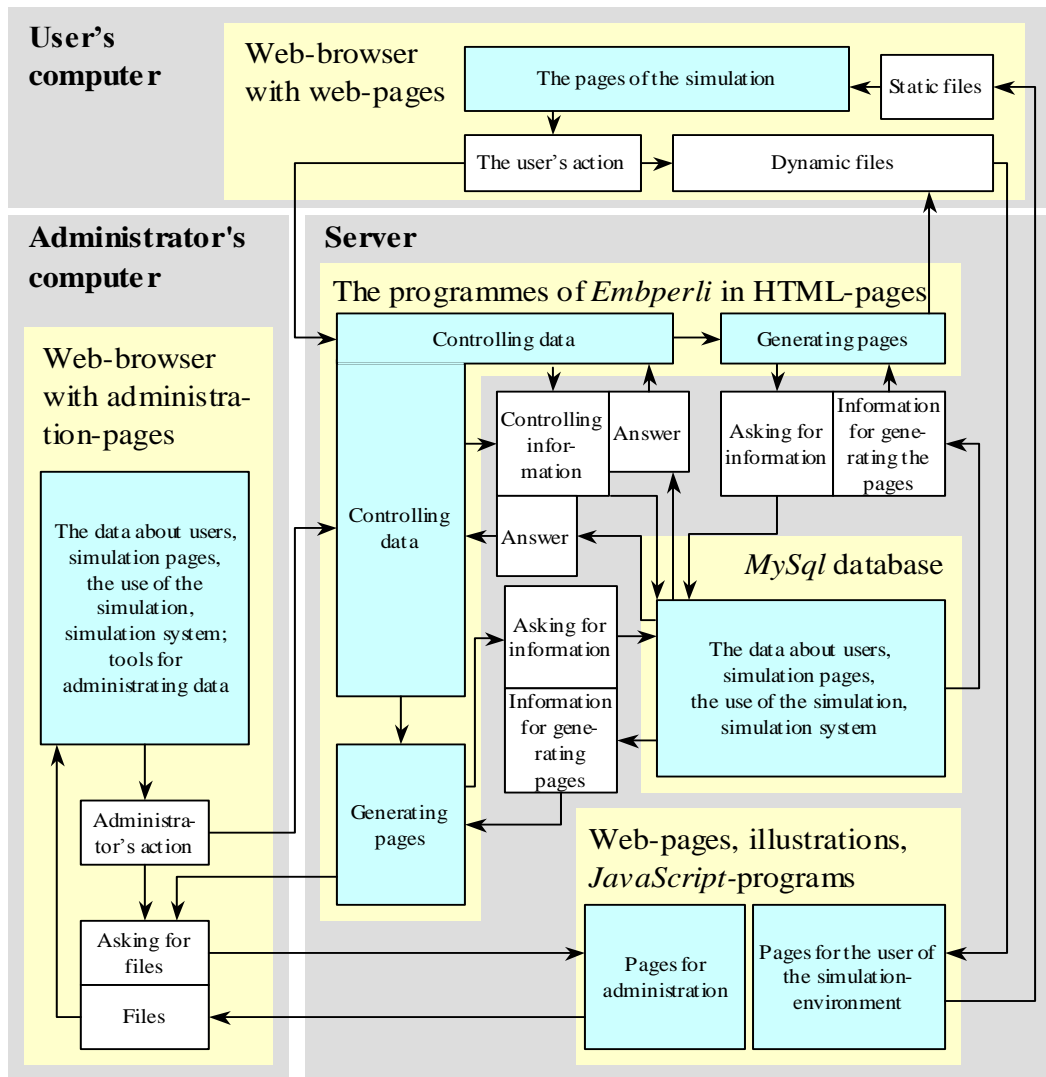 User's
computer
Web-browser
with web-pages
The pages of the simulation
Static files
The user's action
Dynamic files
Administrator's
computer
Server
The programmes of Embperli in HTML-pages
Controlling data
Generating pages
Web-browser
with administra-
tion-pages
Controlling
infor-
mation
Answer
Asking for
information
Information
for gene-
rating the
pages
The data about users,
simulation pages,
the use of the
simulation,
simulation system;
tools for
administrating data
Controlling
data
Answer
MySql database
Asking for
information
The data about users,
simulation pages,
the use of the simulation,
simulation system
Information
for gene-
rating
pages
Generating
pages
Administra-
tor's action
Web-pages, illustrations,
JavaScript-programs
Asking for
files
Files
Pages for
administration
Pages for the user of
the simulation-
environment